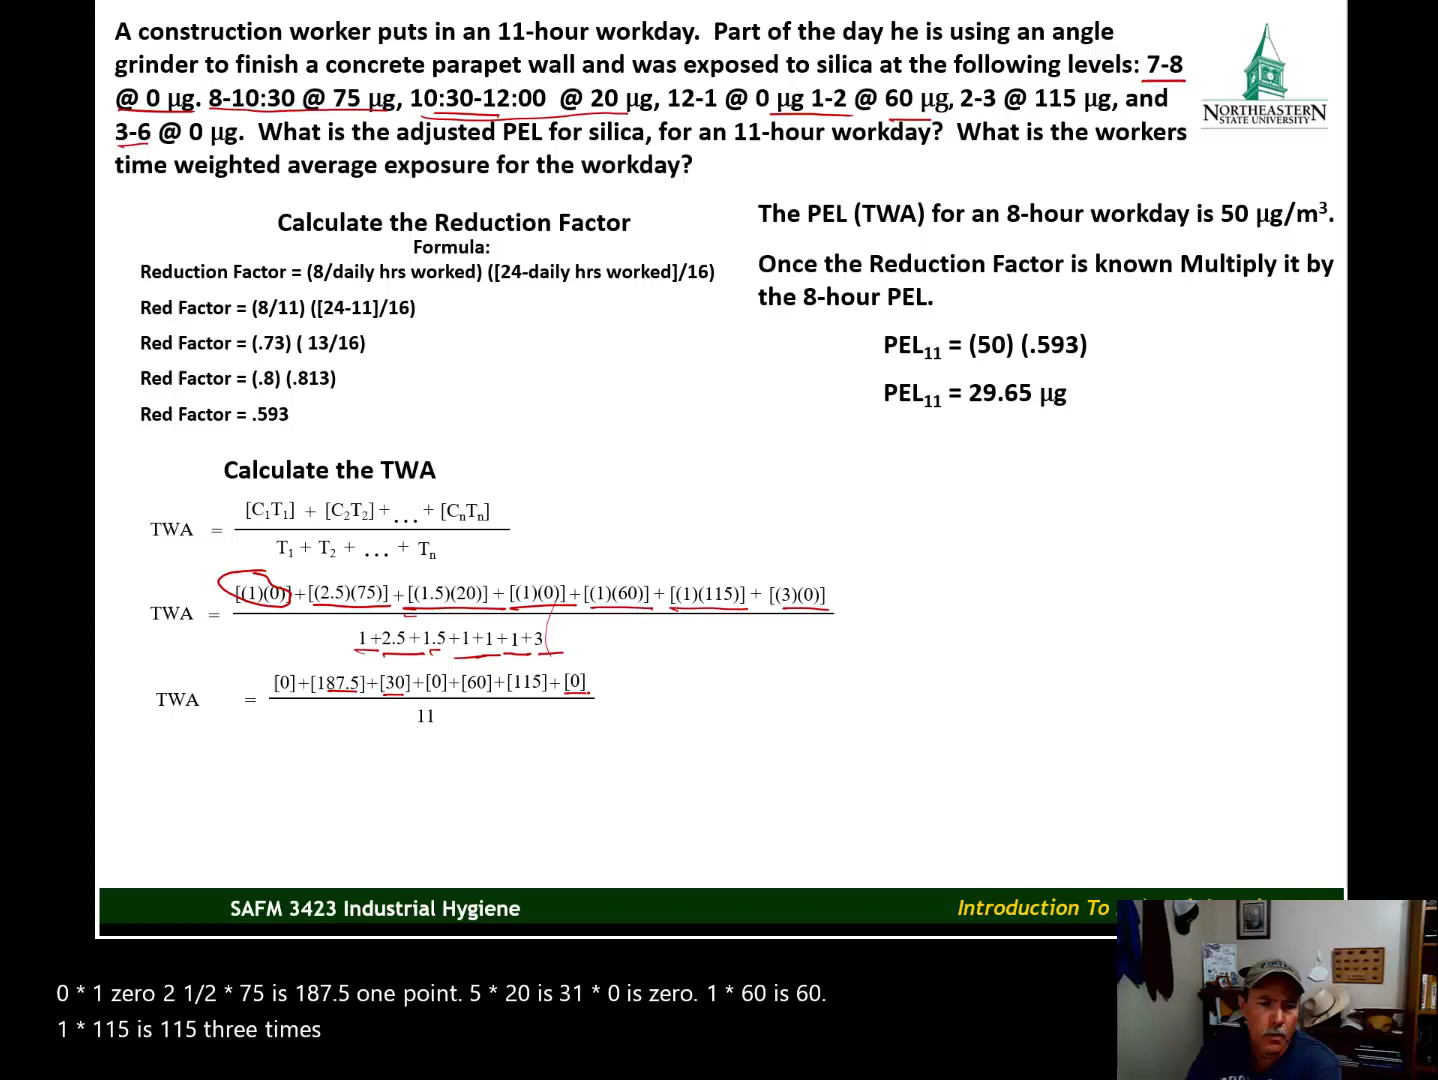 A construction worker puts in an 11-hour workday. Part of the day he is using an angle
grinder to finish a concrete parapet wall and was exposed to silica at the following levels: 7-8
@ 0 µg. 8-10:30 @ 75 µg, 10:30-12:00 @ 20 µg, 12-1 @ 0 µg 1-2 @ 60 µg, 2-3 @ 115 µg, and
3-6 @ 0 µg. What is the adjusted PEL for silica, for an 11-hour workday? What is the workers
time weighted average exposure for the workday?
NORTHEASTERN
STATE UNIVERSITY
Calculate the Reduction Factor
Formula:
Reduction Factor = (8/daily hrs worked) ([24-daily hrs worked]/16)
Red Factor = (8/11) ([24-11]/16)
Red Factor = (.73) ( 13/16)
Red Factor = (.8) (.813)
Red Factor = .593
The PEL (TWA) for an 8-hour workday is 50 µg/m³.
Once the Reduction Factor is known Multiply it by
the 8-hour PEL.
PEL₁₁ = (50) (.593)
PEL₁₁ = 29.65 µg
Calculate the TWA
TWA = [C₁T₁] + [C₂T₂] + ... + [CₙTₙ]
T₁ + T₂ + ... + Tₙ
TWA = [(1)(0)] +[(2.5)(75)] +[(1.5)(20)] +[(1)(0)] +[(1)(60)] +[(1)(115)] + [(3)(0)]
1 +2.5 +1.5 +1 +1 +1 +3
TWA = [0]+[187.5]+[30]+[0]+[60]+[115]+[0]
11
SAFM 3423 Industrial Hygiene
Introduction To
0 * 1 zero 2 1/2 * 75 is 187.5 one point. 5 * 20 is 31 * 0 is zero. 1 * 60 is 60.
1 * 115 is 115 three times